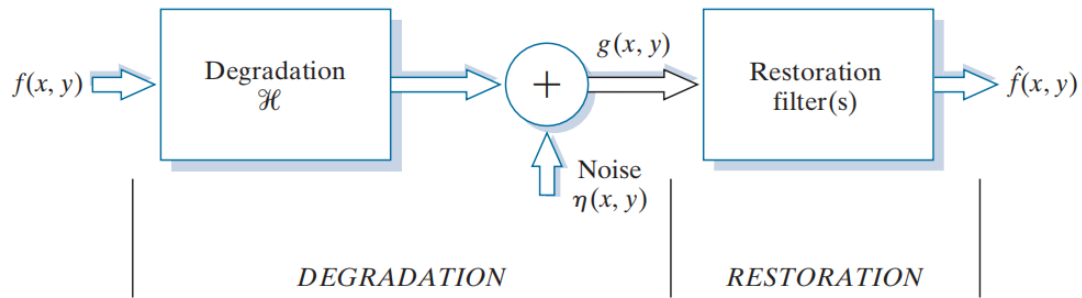 f(x, y)
Degradation
ℋ
+
g(x, y)
Noise
η(x, y)
Restoration
filter(s)
f̂(x, y)
DEGRADATION
RESTORATION